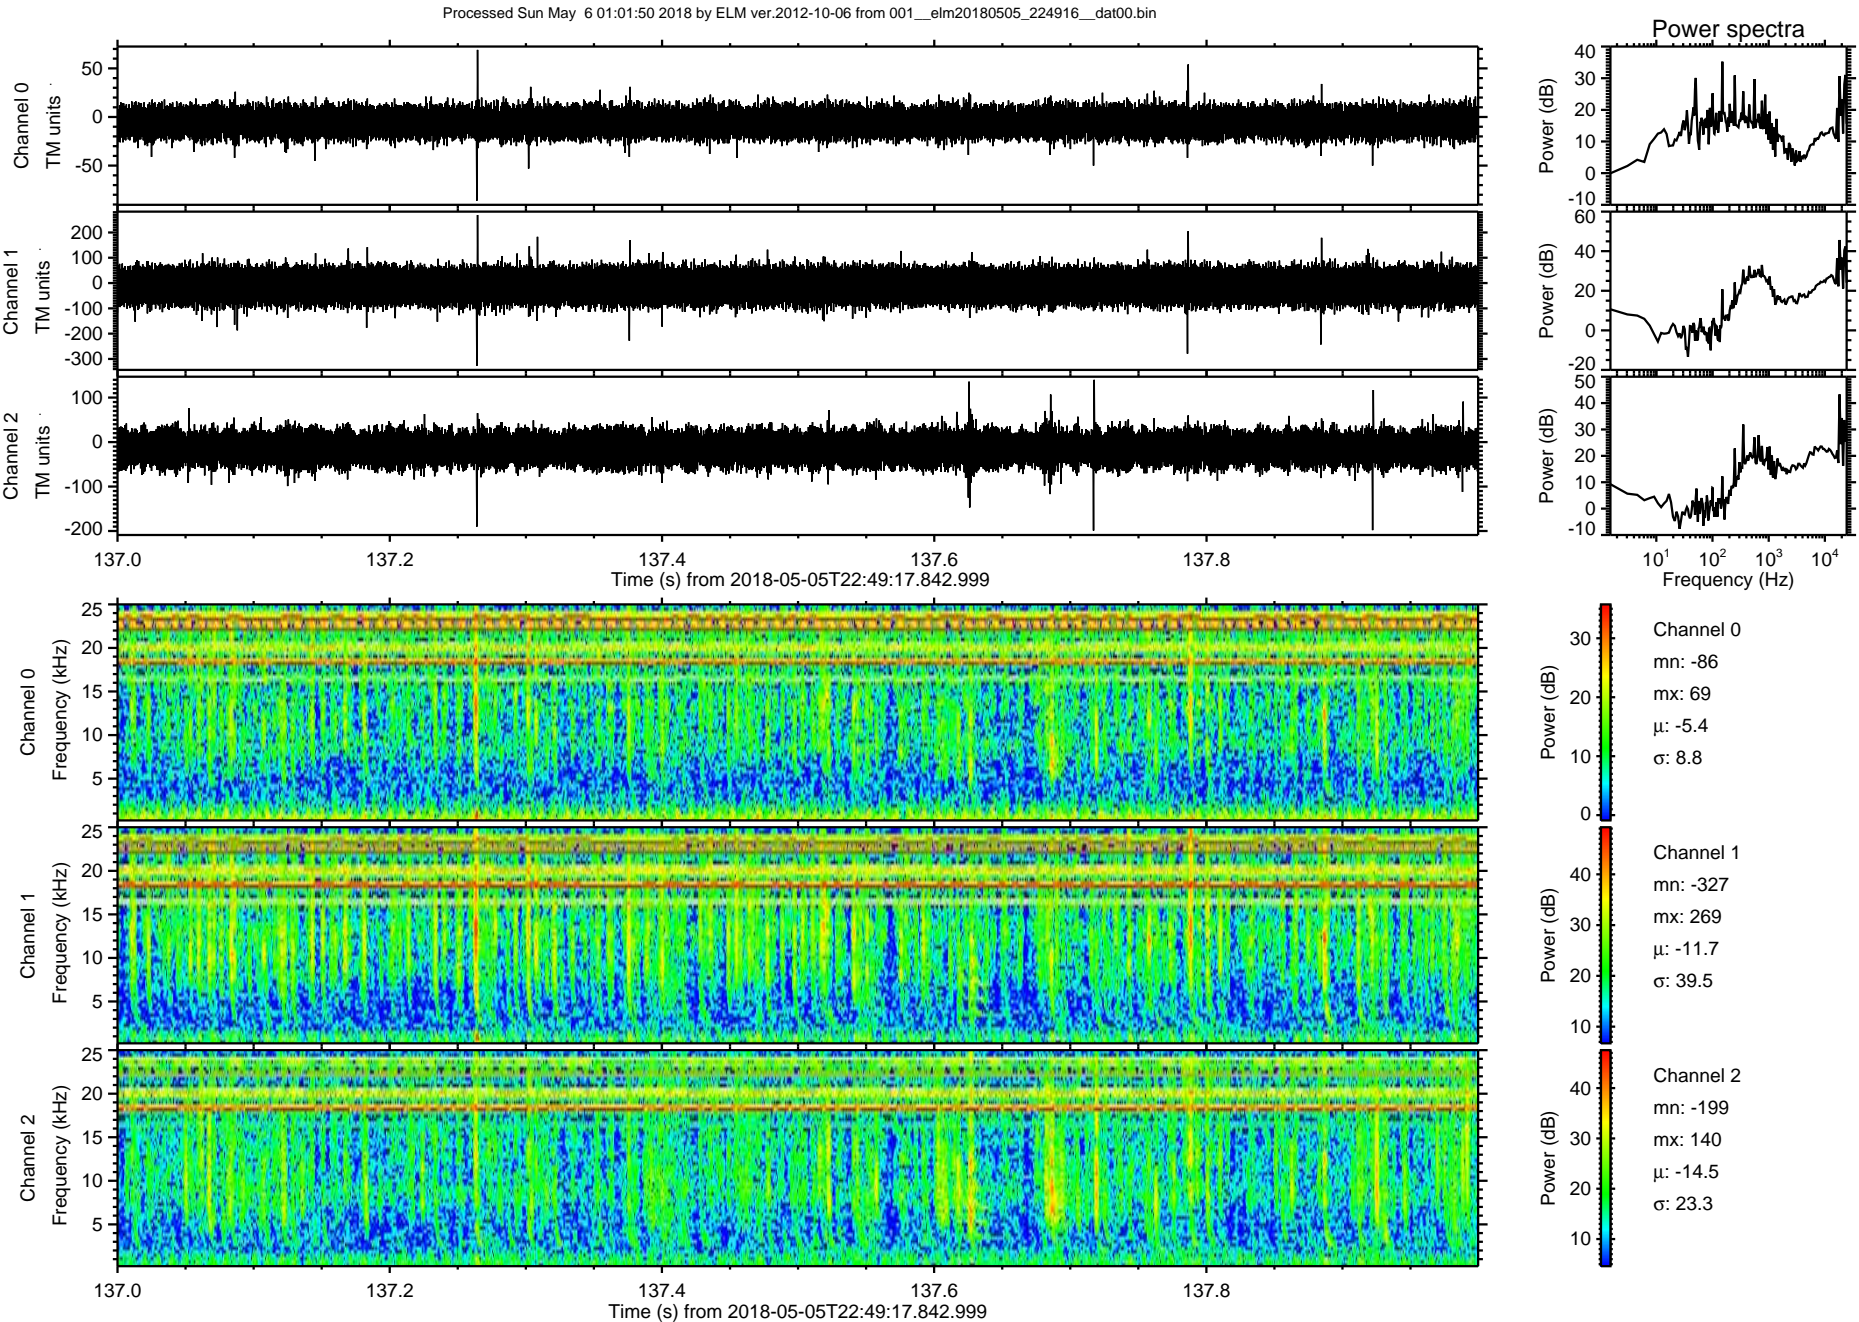 Processed Sun May  6 01:01:50 2018 by ELM ver.2012-10-06 from 001__elm20180505_224916__dat00.bin
Power spectra
Channel 0
TM units
50
0
-50
Power (dB)
40
30
20
10
0
-10
Channel 1
TM units
200
100
0
-100
-200
-300
Power (dB)
60
40
20
0
-20
Channel 2
TM units
100
0
-100
-200
Power (dB)
50
40
30
20
10
0
-10
137.0 137.2 137.4 137.6 137.8
Time (s) from 2018-05-05T22:49:17.842.999
10¹ 10² 10³ 10⁴
Frequency (Hz)
Channel 0
Frequency (kHz)
25
20
15
10
5
Power (dB)
30
20
10
0
Channel 0
mn: -86
mx: 69
μ: -5.4
σ: 8.8
Channel 1
Frequency (kHz)
25
20
15
10
5
Power (dB)
40
30
20
10
Channel 1
mn: -327
mx: 269
μ: -11.7
σ: 39.5
Channel 2
Frequency (kHz)
25
20
15
10
5
Power (dB)
40
30
20
10
Channel 2
mn: -199
mx: 140
μ: -14.5
σ: 23.3
137.0 137.2 137.4 137.6 137.8
Time (s) from 2018-05-05T22:49:17.842.999